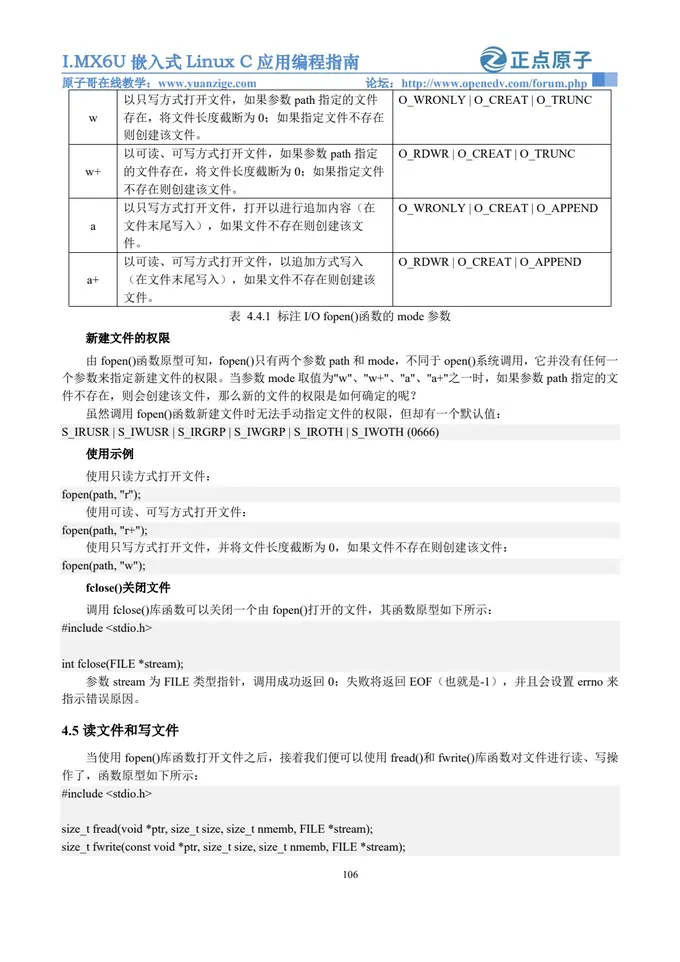 I.MX6U 嵌入式 Linux C 应用编程指南
正点原子
原子哥在线教学：www.yuanzige.com
论坛：http://www.openedv.com/forum.php
w
以只写方式打开文件，如果参数 path 指定的文件
存在，将文件长度截断为 0；如果指定文件不存在
则创建该文件。
O_WRONLY | O_CREAT | O_TRUNC
w+
以可读、可写方式打开文件，如果参数 path 指定
的文件存在，将文件长度截断为 0；如果指定文件
不存在则创建该文件。
O_RDWR | O_CREAT | O_TRUNC
a
以只写方式打开文件，打开以进行追加内容（在
文件末尾写入），如果文件不存在则创建该文
件。
O_WRONLY | O_CREAT | O_APPEND
a+
以可读、可写方式打开文件，以追加方式写入
（在文件末尾写入），如果文件不存在则创建该
文件。
O_RDWR | O_CREAT | O_APPEND
表 4.4.1 标注 I/O fopen()函数的 mode 参数
新建文件的权限
由 fopen()函数原型可知，fopen()只有两个参数 path 和 mode，不同于 open()系统调用，它并没有任何一
个参数来指定新建文件的权限。当参数 mode 取值为"w"、"w+"、"a"、"a+"之一时，如果参数 path 指定的文
件不存在，则会创建该文件，那么新的文件的权限是如何确定的呢？
虽然调用 fopen()函数新建文件时无法手动指定文件的权限，但却有一个默认值：
S_IRUSR | S_IWUSR | S_IRGRP | S_IWGRP | S_IROTH | S_IWOTH (0666)
使用示例
使用只读方式打开文件：
fopen(path, "r");
使用可读、可写方式打开文件：
fopen(path, "r+");
使用只写方式打开文件，并将文件长度截断为 0，如果文件不存在则创建该文件：
fopen(path, "w");
fclose()关闭文件
调用 fclose()库函数可以关闭一个由 fopen()打开的文件，其函数原型如下所示：
#include <stdio.h>
int fclose(FILE *stream);
参数 stream 为 FILE 类型指针，调用成功返回 0；失败将返回 EOF（也就是-1），并且会设置 errno 来
指示错误原因。
4.5 读文件和写文件
当使用 fopen()库函数打开文件之后，接着我们便可以使用 fread()和 fwrite()库函数对文件进行读、写操
作了，函数原型如下所示：
#include <stdio.h>
size_t fread(void *ptr, size_t size, size_t nmemb, FILE *stream);
size_t fwrite(const void *ptr, size_t size, size_t nmemb, FILE *stream);
106